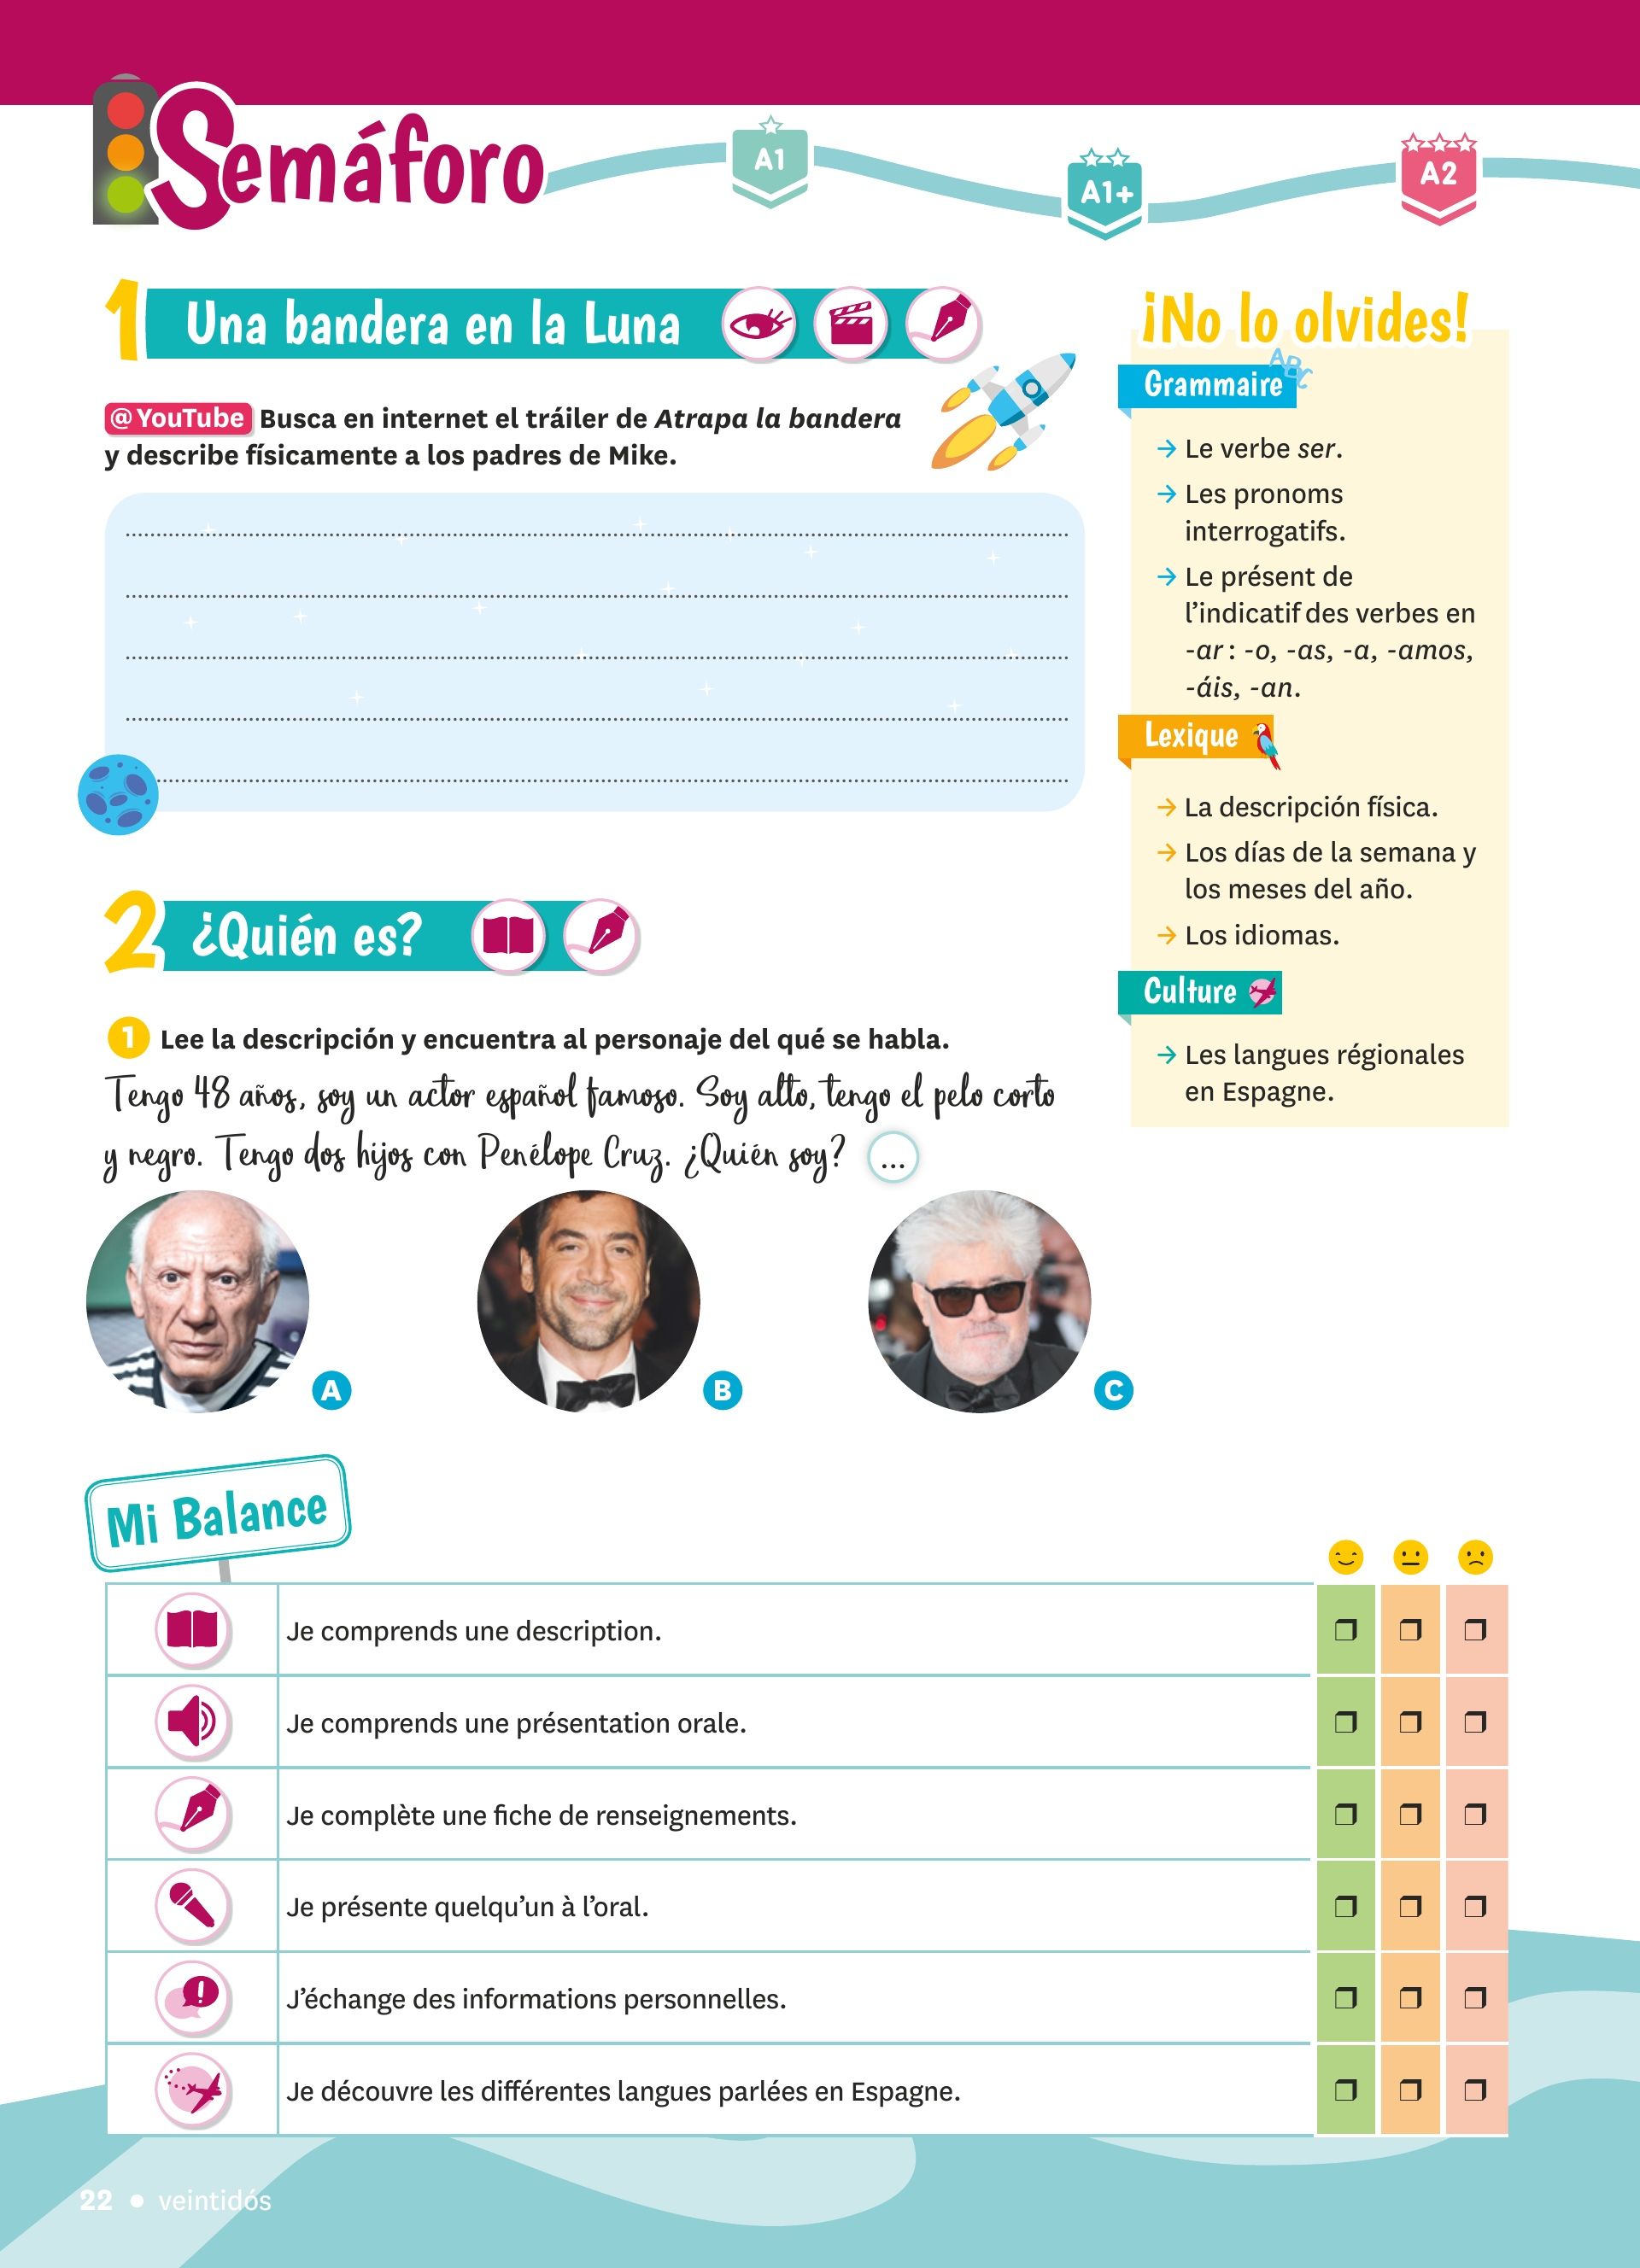 Semáforo
A1
A1+
A2
1 Una bandera en la Luna
@YouTube Busca en internet el tráiler de Atrapa la bandera
y describe físicamente a los padres de Mike.
2 ¿Quién es?
1 Lee la descripción y encuentra al personaje del qué se habla.
Tengo 48 años, soy un actor español famoso. Soy alto, tengo el pelo corto
y negro. Tengo dos hijos con Penélope Cruz. ¿Quién soy? ...
A
B
C
¡No lo olvides!
Grammaire ABC
→ Le verbe ser.
→ Les pronoms
interrogatifs.
→ Le présent de
l’indicatif des verbes en
-ar : -o, -as, -a, -amos,
-áis, -an.
Lexique
→ La descripción física.
→ Los días de la semana y
los meses del año.
→ Los idiomas.
Culture
→ Les langues régionales
en Espagne.
Mi Balance
Je comprends une description.
Je comprends une présentation orale.
Je complète une fiche de renseignements.
Je présente quelqu’un à l’oral.
J’échange des informations personnelles.
Je découvre les différentes langues parlées en Espagne.
22 • veintidós